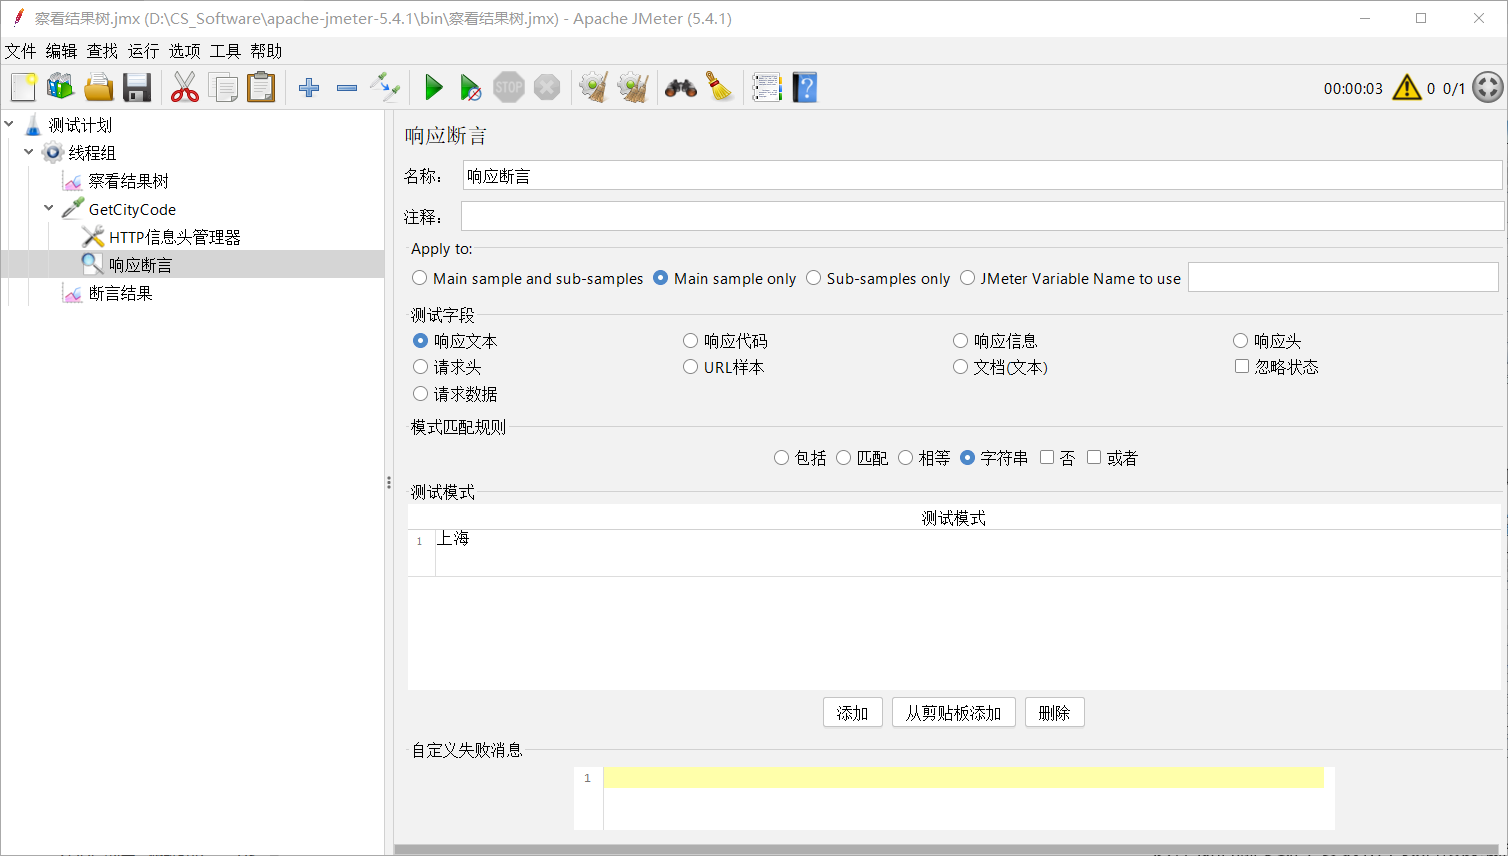 察看结果树.jmx (D:\CS_Software\apache-jmeter-5.4.1\bin\察看结果树.jmx) - Apache JMeter (5.4.1)
文件 编辑 查找 运行 选项 工具 帮助
STOP
00:00:03 0 0/1
测试计划
线程组
察看结果树
GetCityCode
HTTP信息头管理器
响应断言
断言结果
响应断言
名称: 响应断言
注释:
Apply to:
Main sample and sub-samples Main sample only Sub-samples only JMeter Variable Name to use
测试字段
响应文本 响应代码 响应信息 响应头
请求头 URL样本 文档(文本) 忽略状态
请求数据
模式匹配规则
包括 匹配 相等 字符串 否 或者
测试模式
测试模式
1 上海
添加 从剪贴板添加 删除
自定义失败消息
1